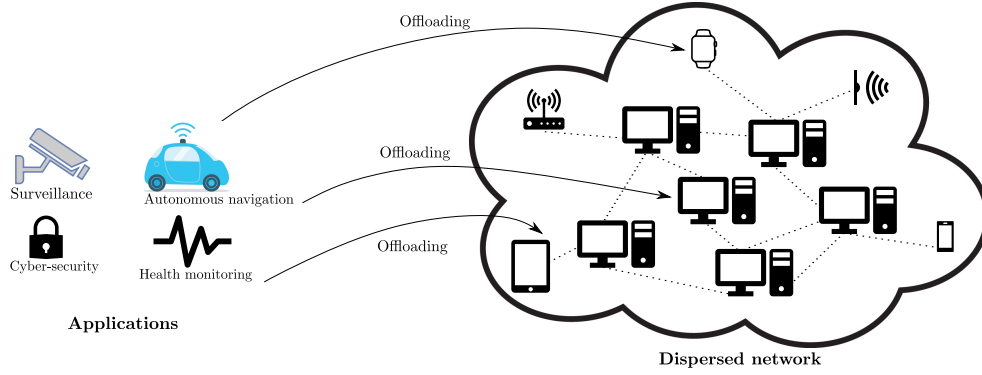 Offloading
Offloading
Surveillance
Autonomous navigation
Offloading
Cyber-security
Health monitoring
Applications
Dispersed network